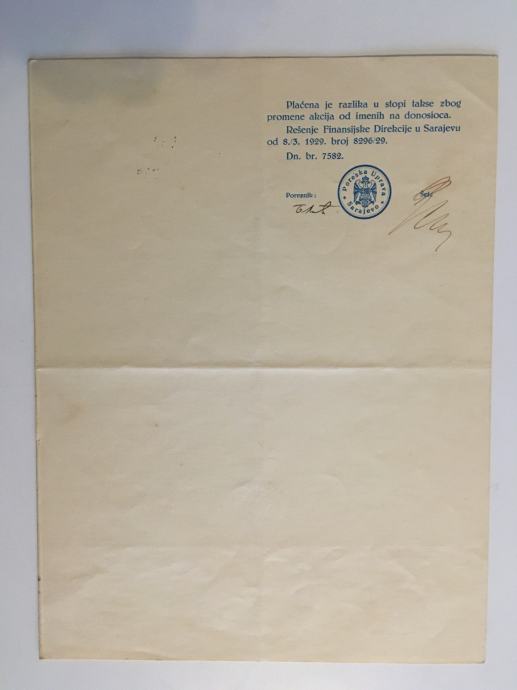 Plaćena je razlika u stopi takse zbog
promene akcija od imenih na donosioca.
Rešenje Finansijske Direkcije u Sarajevu
od 8./3. 1929. broj 8296/29.
Dn. br. 7582.
Poreznik:
Poreska Uprava
Sarajevo
Šef: